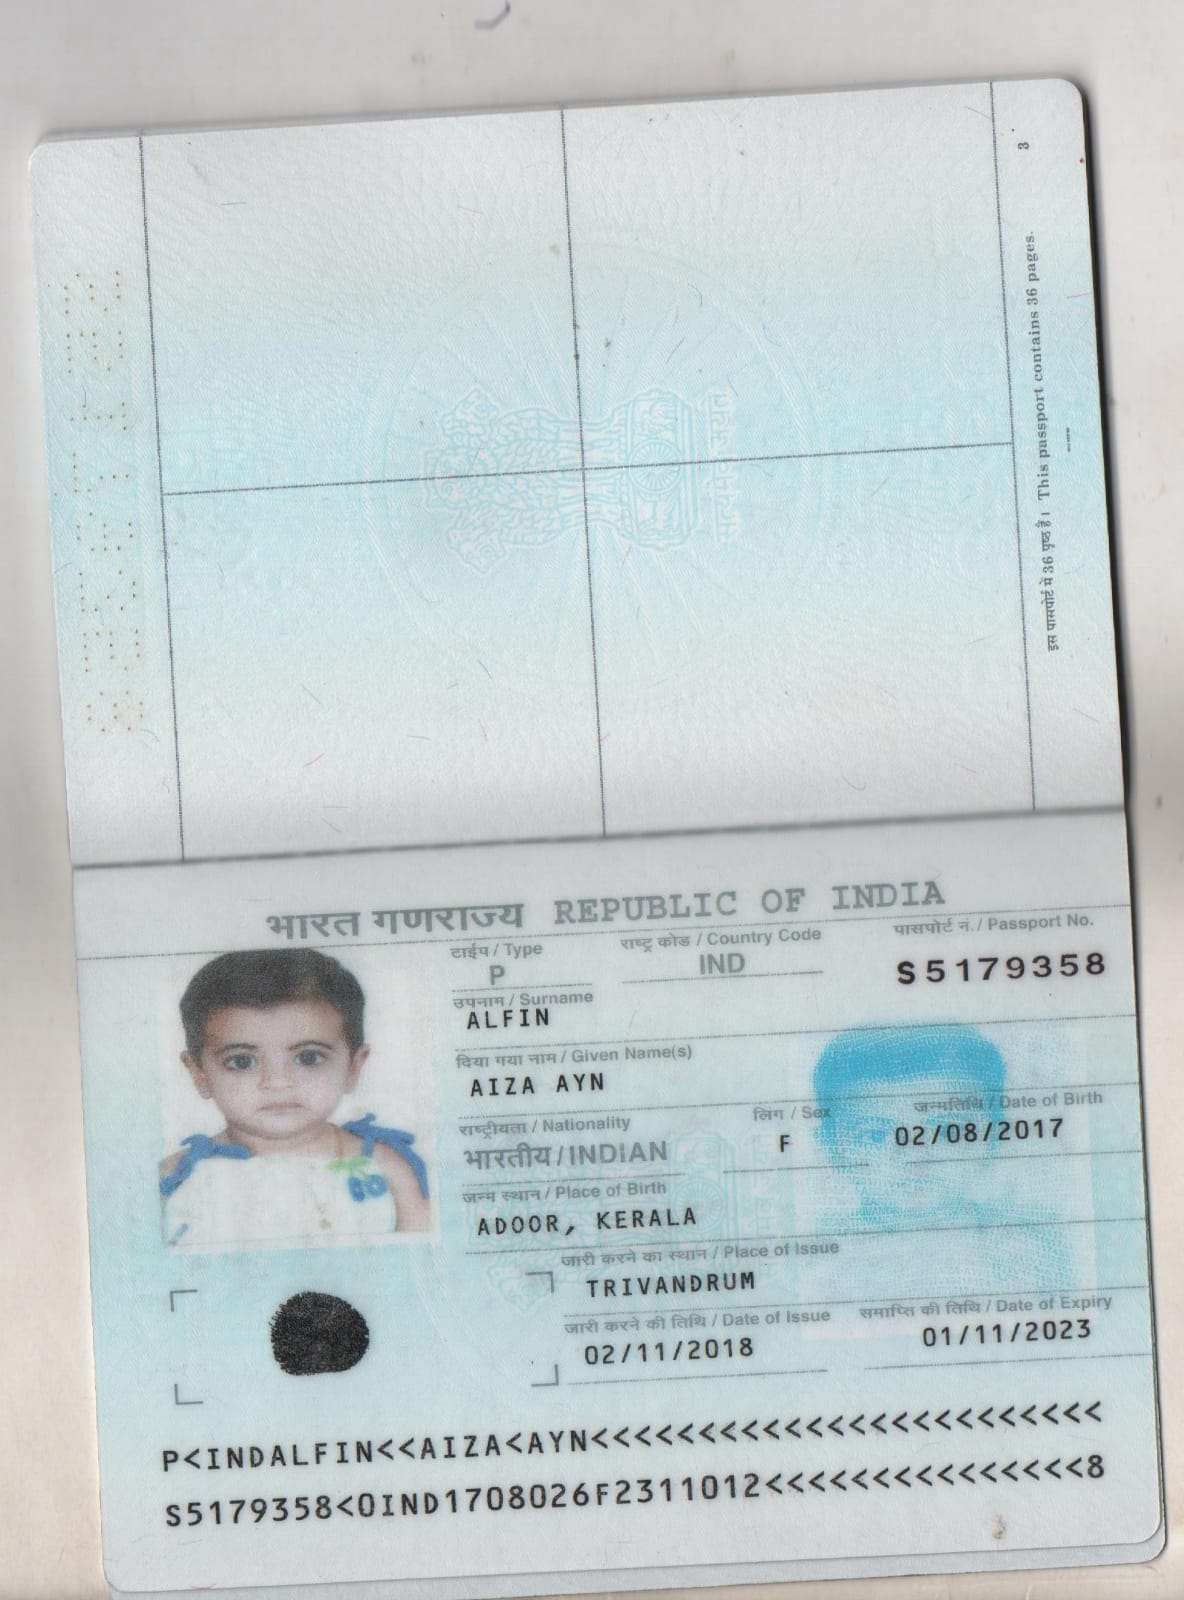 3
इस पासपोर्ट में 36 पृष्ठ हैं। This passport contains 36 pages.
भारत गणराज्य REPUBLIC OF INDIA
टाईप / Type
राष्ट्र कोड / Country Code
पासपोर्ट नं. / Passport No.
P
IND
S5179358
उपनाम / Surname
ALFIN
दिया गया नाम / Given Name(s)
AIZA AYN
राष्ट्रीयता / Nationality
लिंग / Sex
जन्मतिथि / Date of Birth
भारतीय / INDIAN
F
02/08/2017
जन्म स्थान / Place of Birth
ADOOR, KERALA
जारी करने का स्थान / Place of Issue
TRIVANDRUM
जारी करने की तिथि / Date of Issue
समाप्ति की तिथि / Date of Expiry
02/11/2018
01/11/2023
P<INDALFIN<<AIZA<AYN<<<<<<<<<<<<<<<<<<<<<<<<
S5179358<0IND1708026F2311012<<<<<<<<<<<<<<<8